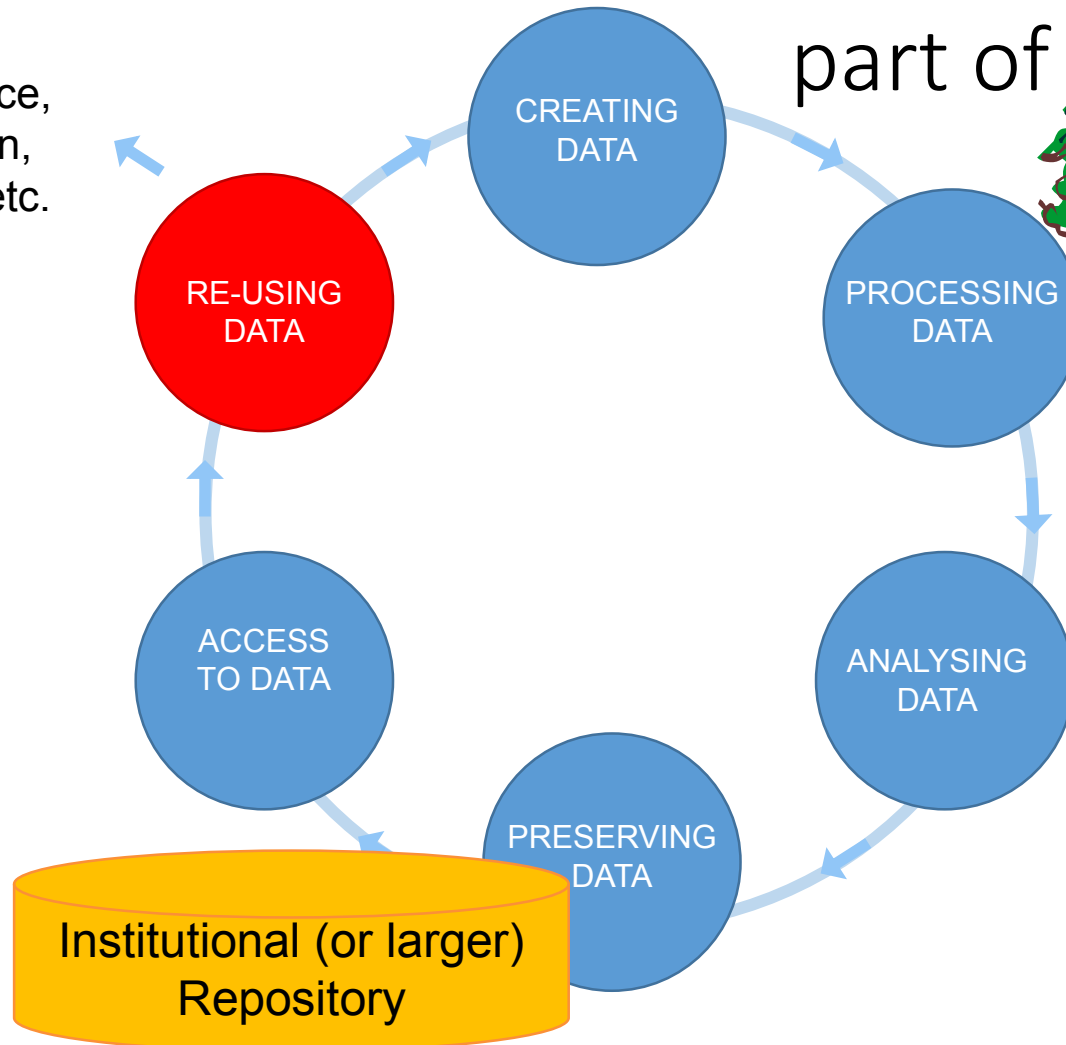 part of
ce,
n,
etc.
CREATING
DATA
RE-USING
DATA
PROCESSING
DATA
ACCESS
TO DATA
ANALYSING
DATA
PRESERVING
DATA
Institutional (or larger)
Repository